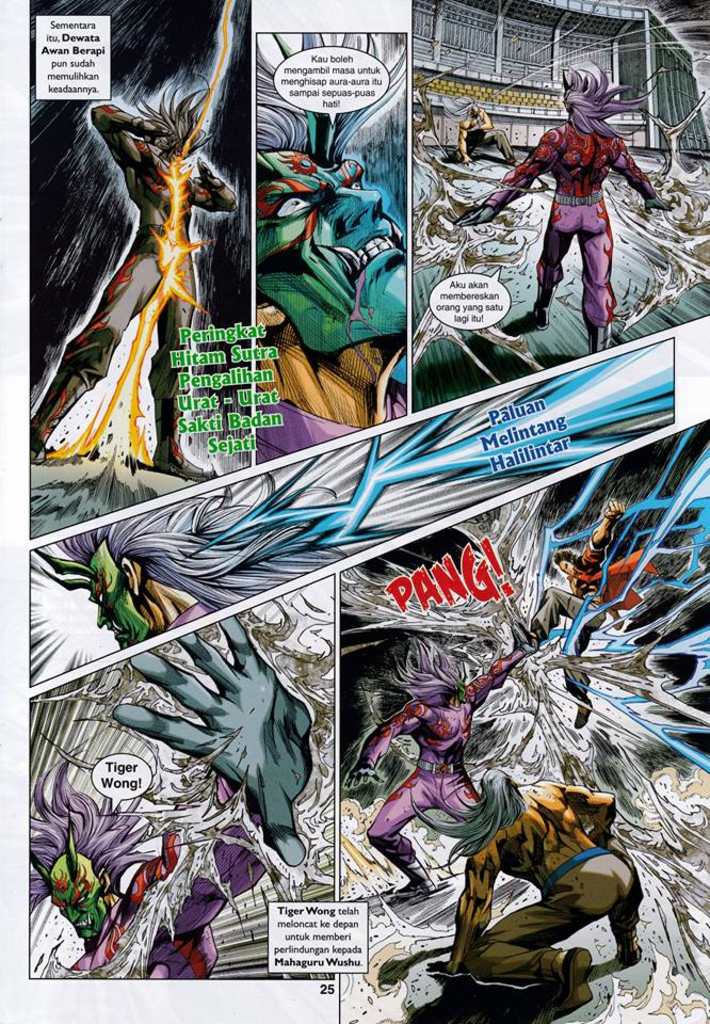 Sementara
itu, Dewata
Awan Berapi
pun sudah
memulihkan
keadaannya.
Kau boleh
mengambil masa untuk
menghisap aura-aura itu
sampai sepuas-puas
hati!
Aku akan
membereskan
orang yang satu
lagi itu!
Peringkat
Hitam Sutra
Pengalihan
Urat - Urat
Sakti Badan
Sejati
Paluan
Melintang
Halilintar
PANG!
Tiger
Wong!
Tiger Wong telah
meloncat ke depan
untuk memberi
perlindungan kepada
Mahaguru Wushu.
25